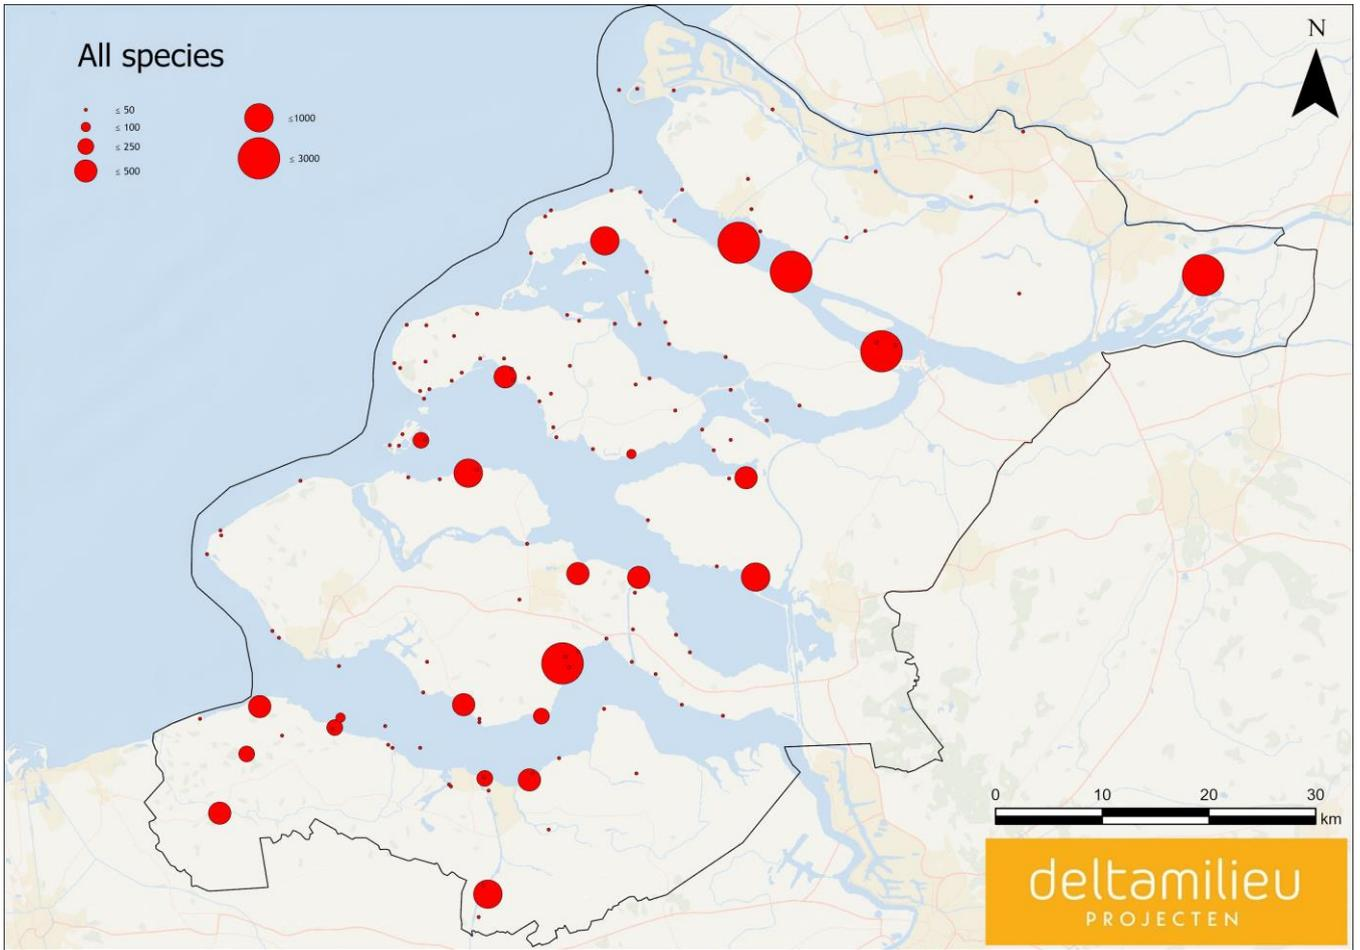 All species
≤ 50
≤ 100
≤ 250
≤ 500
≤1000
≤ 3000
N
0 10 20 30
km
deltamilieu
PROJECTEN